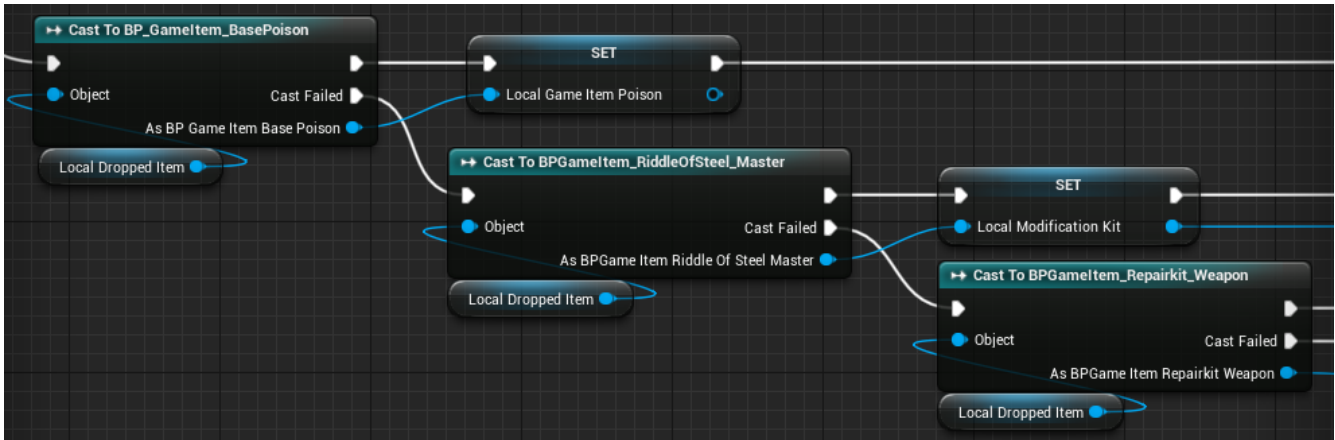 Cast To BP_GameItem_BasePoison
Object
Cast Failed
As BP Game Item Base Poison
Local Dropped Item
SET
Local Game Item Poison
Cast To BPGameItem_RiddleOfSteel_Master
Object
Cast Failed
As BPGame Item Riddle Of Steel Master
Local Dropped Item
SET
Local Modification Kit
Cast To BPGameItem_Repairkit_Weapon
Object
Cast Failed
As BPGame Item Repairkit Weapon
Local Dropped Item